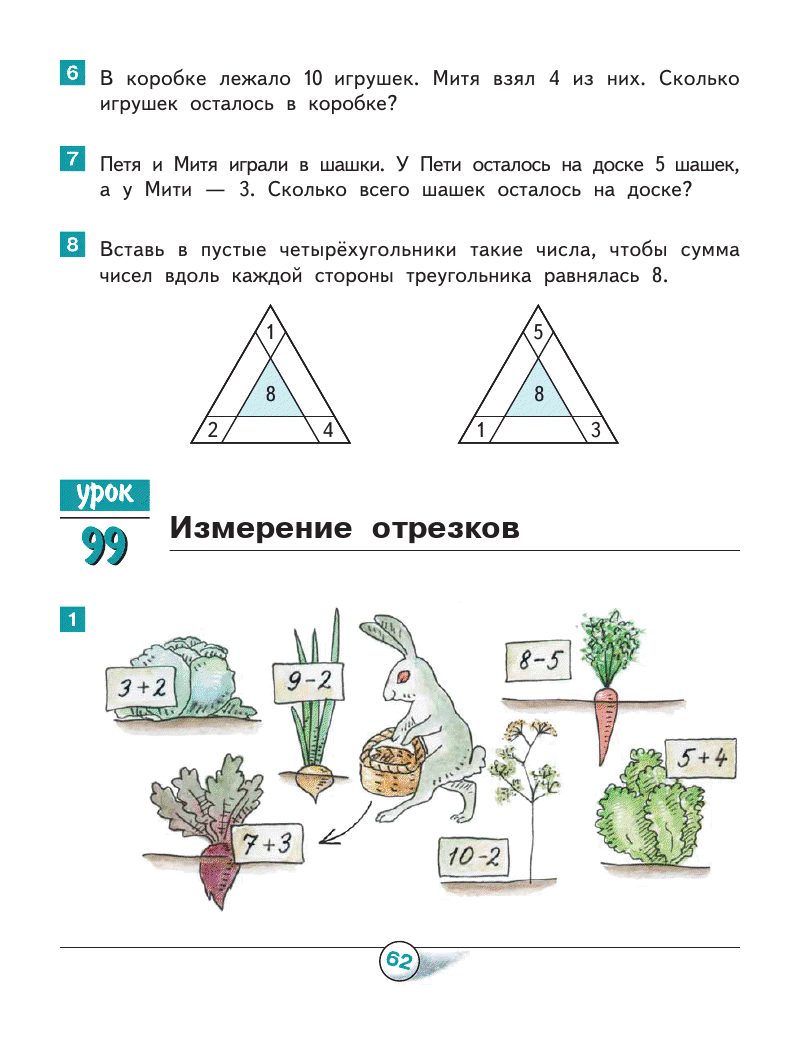 6 В коробке лежало 10 игрушек. Митя взял 4 из них. Сколько
игрушек осталось в коробке?
7 Петя и Митя играли в шашки. У Пети осталось на доске 5 шашек,
а у Мити — 3. Сколько всего шашек осталось на доске?
8 Вставь в пустые четырёхугольники такие числа, чтобы сумма
чисел вдоль каждой стороны треугольника равнялась 8.
1 5
8 8
2 4 1 3
урок
99 Измерение отрезков
1
8−5
3+2 9−2
5+4
7+3
10−2
62